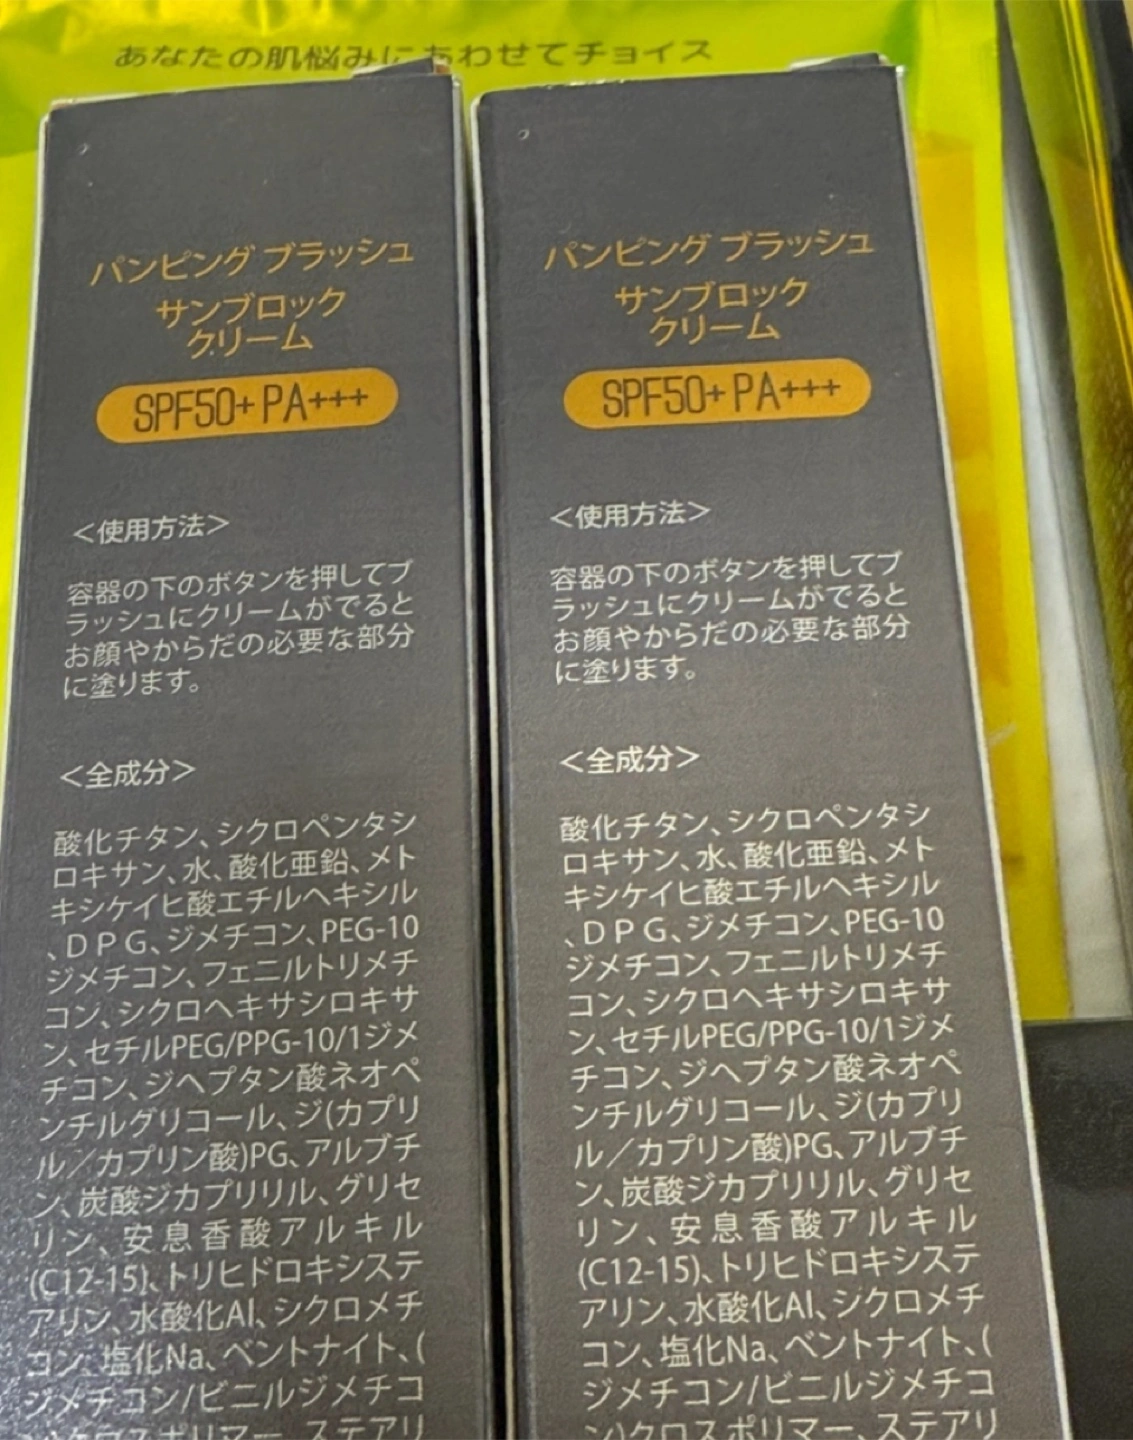 あなたの肌悩みにあわせてチョイス
パンピング ブラッシュ
サンブロック
クリーム
SPF50+ PA+++
＜使用方法＞
容器の下のボタンを押してブ
ラッシュにクリームがでると
お顔やからだの必要な部分
に塗ります。
＜全成分＞
酸化チタン、シクロペンタシ
ロキサン、水、酸化亜鉛、メト
キシケイヒ酸エチルヘキシル
、ＤＰＧ、ジメチコン、PEG-10
ジメチコン、フェニルトリメチ
コン、シクロヘキサシロキサ
ン、セチルPEG/PPG-10/1ジメ
チコン、ジヘプタン酸ネオペ
ンチルグリコール、ジ(カプリ
ル／カプリン酸)PG、アルブチ
ン、炭酸ジカプリリル、グリセ
リン、安息香酸アルキル
(C12-15)、トリヒドロキシステ
アリン、水酸化Al、シクロメチ
コン、塩化Na、ベントナイト、(
ジメチコン/ビニルジメチコ
ン)クロスポリマー、ステアリ
パンピング ブラッシュ
サンブロック
クリーム
SPF50+ PA+++
＜使用方法＞
容器の下のボタンを押してブ
ラッシュにクリームがでると
お顔やからだの必要な部分
に塗ります。
＜全成分＞
酸化チタン、シクロペンタシ
ロキサン、水、酸化亜鉛、メト
キシケイヒ酸エチルヘキシル
、ＤＰＧ、ジメチコン、PEG-10
ジメチコン、フェニルトリメチ
コン、シクロヘキサシロキサ
ン、セチルPEG/PPG-10/1ジメ
チコン、ジヘプタン酸ネオペ
ンチルグリコール、ジ(カプリ
ル／カプリン酸)PG、アルブチ
ン、炭酸ジカプリリル、グリセ
リン、安息香酸アルキル
(C12-15)、トリヒドロキシステ
アリン、水酸化Al、シクロメチ
コン、塩化Na、ベントナイト、(
ジメチコン/ビニルジメチコ
ン)クロスポリマー、ステアリ